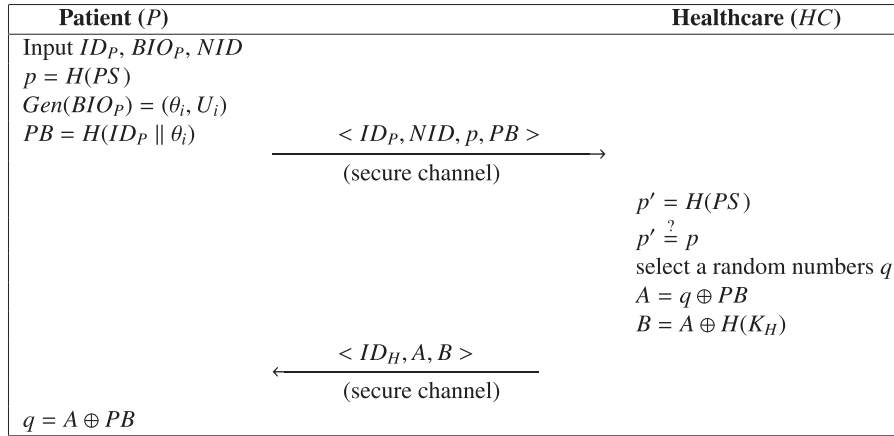 Patient (P) Healthcare (HC)
Input ID_P, BIO_P, NID
p = H(PS)
Gen(BIO_P) = (θ_i, U_i)
PB = H(ID_P ∥ θ_i) < ID_P, NID, p, PB >
(secure channel)
p′ = H(PS)
p′ ≟ p
select a random numbers q
A = q ⊕ PB
B = A ⊕ H(K_H)
< ID_H, A, B >
(secure channel)
q = A ⊕ PB